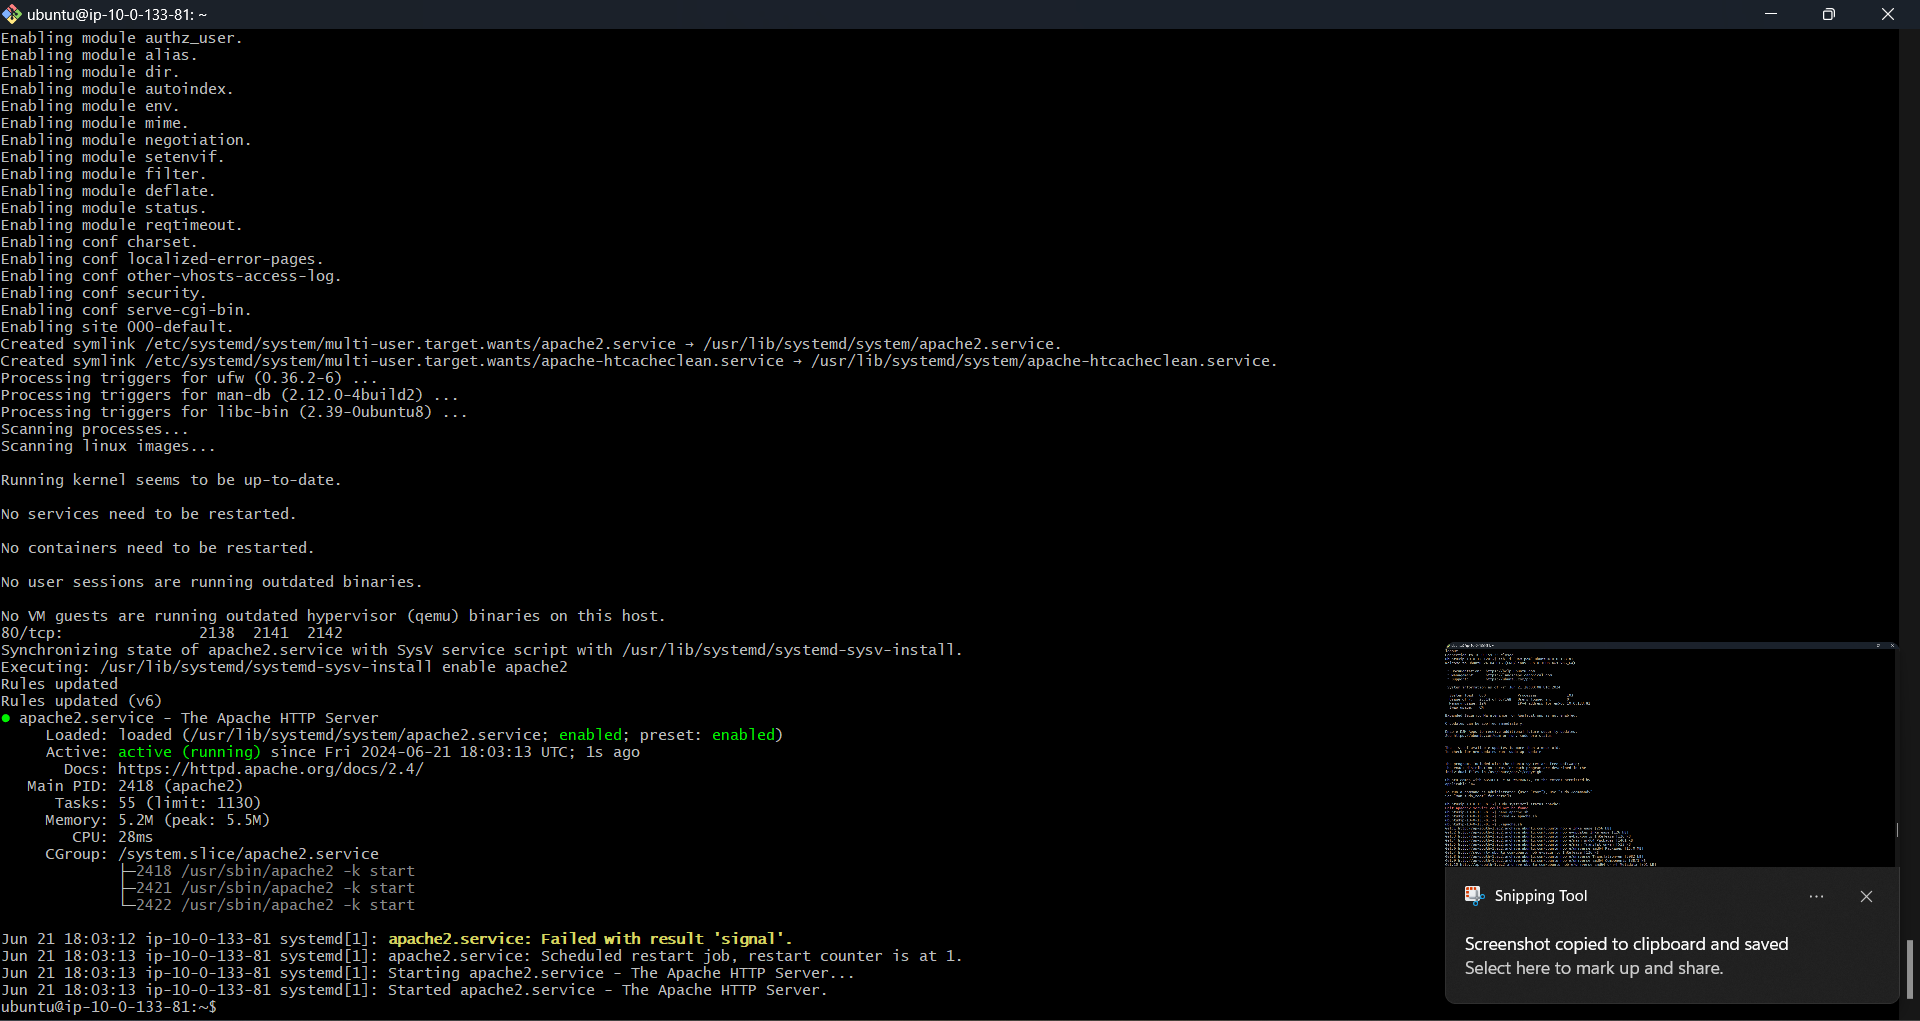 ubuntu@ip-10-0-133-81: ~
Enabling module authz_user.
Enabling module alias.
Enabling module dir.
Enabling module autoindex.
Enabling module env.
Enabling module mime.
Enabling module negotiation.
Enabling module setenvif.
Enabling module filter.
Enabling module deflate.
Enabling module status.
Enabling module reqtimeout.
Enabling conf charset.
Enabling conf localized-error-pages.
Enabling conf other-vhosts-access-log.
Enabling conf security.
Enabling conf serve-cgi-bin.
Enabling site 000-default.
Created symlink /etc/systemd/system/multi-user.target.wants/apache2.service → /usr/lib/systemd/system/apache2.service.
Created symlink /etc/systemd/system/multi-user.target.wants/apache-htcacheclean.service → /usr/lib/systemd/system/apache-htcacheclean.service.
Processing triggers for ufw (0.36.2-6) ...
Processing triggers for man-db (2.12.0-4build2) ...
Processing triggers for libc-bin (2.39-0ubuntu8) ...
Scanning processes...
Scanning linux images...
Running kernel seems to be up-to-date.
No services need to be restarted.
No containers need to be restarted.
No user sessions are running outdated binaries.
No VM guests are running outdated hypervisor (qemu) binaries on this host.
80/tcp:               2138  2141  2142
Synchronizing state of apache2.service with SysV service script with /usr/lib/systemd/systemd-sysv-install.
Executing: /usr/lib/systemd/systemd-sysv-install enable apache2
Rules updated
Rules updated (v6)
● apache2.service - The Apache HTTP Server
     Loaded: loaded (/usr/lib/systemd/system/apache2.service; enabled; preset: enabled)
     Active: active (running) since Fri 2024-06-21 18:03:13 UTC; 1s ago
       Docs: https://httpd.apache.org/docs/2.4/
   Main PID: 2418 (apache2)
      Tasks: 55 (limit: 1130)
     Memory: 5.2M (peak: 5.5M)
        CPU: 28ms
     CGroup: /system.slice/apache2.service
             ├─2418 /usr/sbin/apache2 -k start
             ├─2421 /usr/sbin/apache2 -k start
             └─2422 /usr/sbin/apache2 -k start
Jun 21 18:03:12 ip-10-0-133-81 systemd[1]: apache2.service: Failed with result 'signal'.
Jun 21 18:03:13 ip-10-0-133-81 systemd[1]: apache2.service: Scheduled restart job, restart counter is at 1.
Jun 21 18:03:13 ip-10-0-133-81 systemd[1]: Starting apache2.service - The Apache HTTP Server...
Jun 21 18:03:13 ip-10-0-133-81 systemd[1]: Started apache2.service - The Apache HTTP Server.
ubuntu@ip-10-0-133-81:~$
Snipping Tool
Screenshot copied to clipboard and saved
Select here to mark up and share.